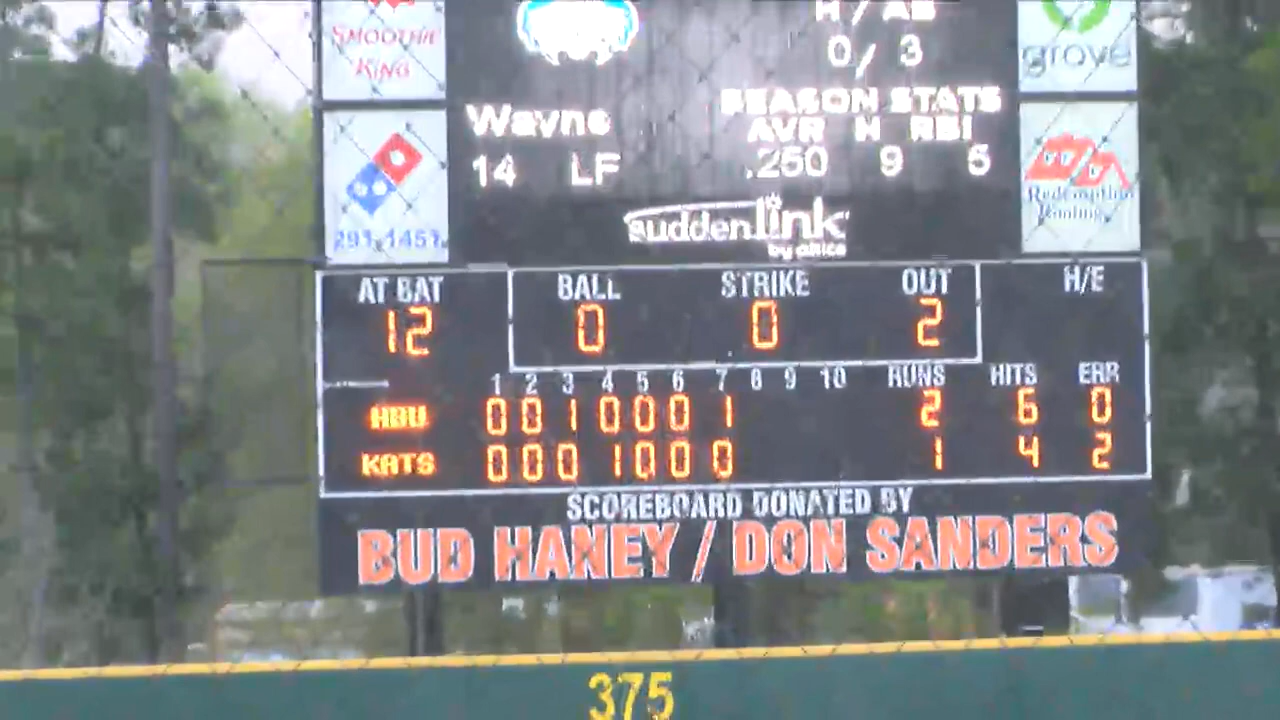 SMOOTHIE
KING
H / AB
0 / 3
grove
Wayne
14 LF
SEASON STATS
AVR H RBI
.250 9 5
291-1451
suddenlink
by altice
Redemption
Roofing
AT BAT BALL STRIKE OUT H/E
12 0 0 2
1 2 3 4 5 6 7 8 9 10 RUNS HITS ERR
HBU 0 0 1 0 0 0 1 2 6 0
KATS 0 0 0 1 0 0 0 1 4 2
SCOREBOARD DONATED BY
BUD HANEY / DON SANDERS
375